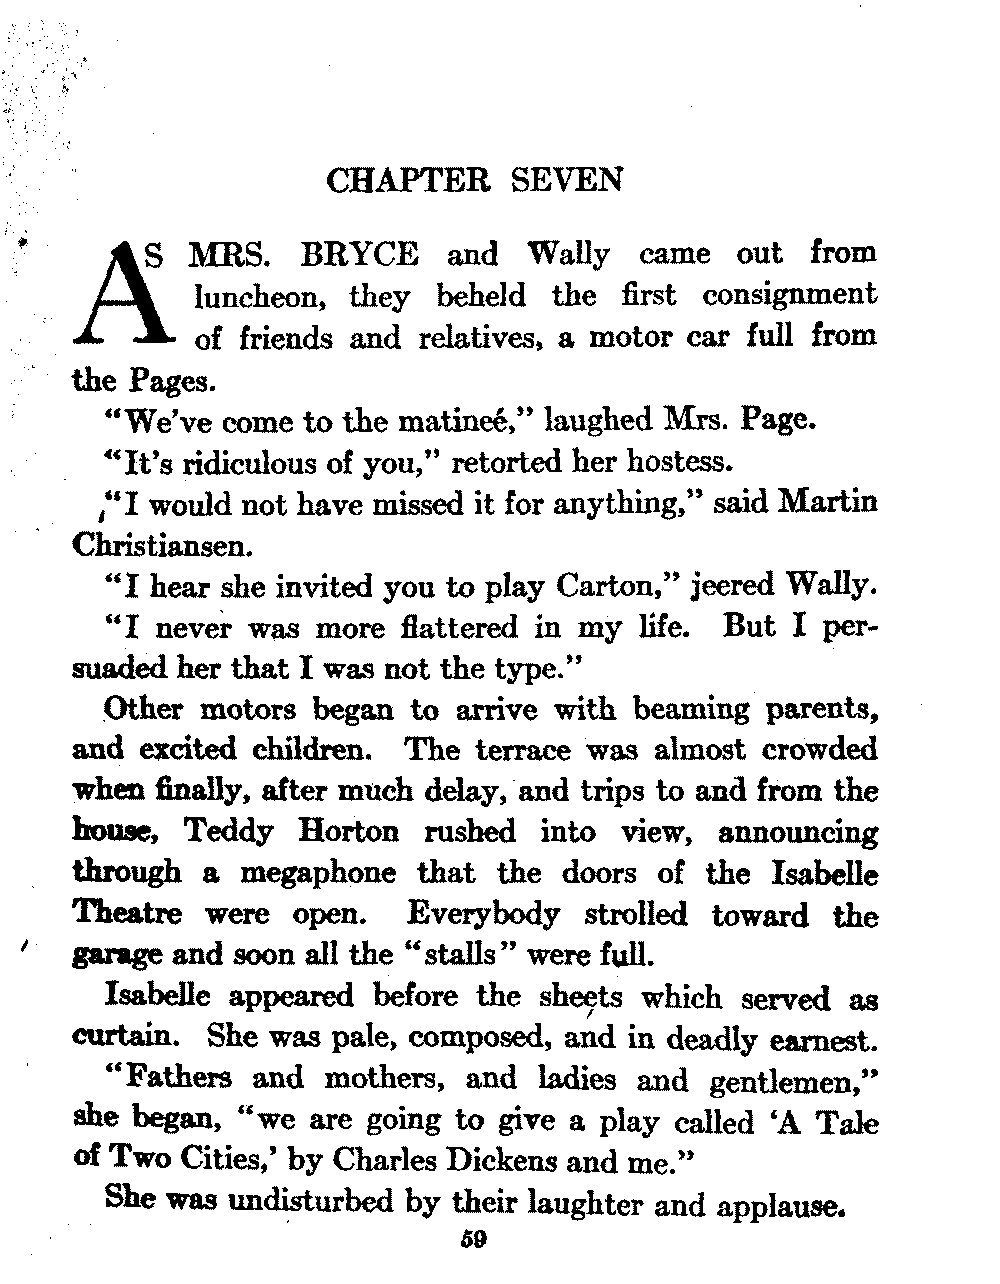 CHAPTER SEVEN
AS MRS. BRYCE and Wally came out from
luncheon, they beheld the first consignment
of friends and relatives, a motor car full from
the Pages.
"We've come to the matineé," laughed Mrs. Page.
"It's ridiculous of you," retorted her hostess.
"I would not have missed it for anything," said Martin
Christiansen.
"I hear she invited you to play Carton," jeered Wally.
"I never was more flattered in my life. But I per-
suaded her that I was not the type."
Other motors began to arrive with beaming parents,
and excited children. The terrace was almost crowded
when finally, after much delay, and trips to and from the
house, Teddy Horton rushed into view, announcing
through a megaphone that the doors of the Isabelle
Theatre were open. Everybody strolled toward the
garage and soon all the "stalls" were full.
Isabelle appeared before the sheets which served as
curtain. She was pale, composed, and in deadly earnest.
"Fathers and mothers, and ladies and gentlemen,"
she began, "we are going to give a play called 'A Tale
of Two Cities,' by Charles Dickens and me."
She was undisturbed by their laughter and applause.
59